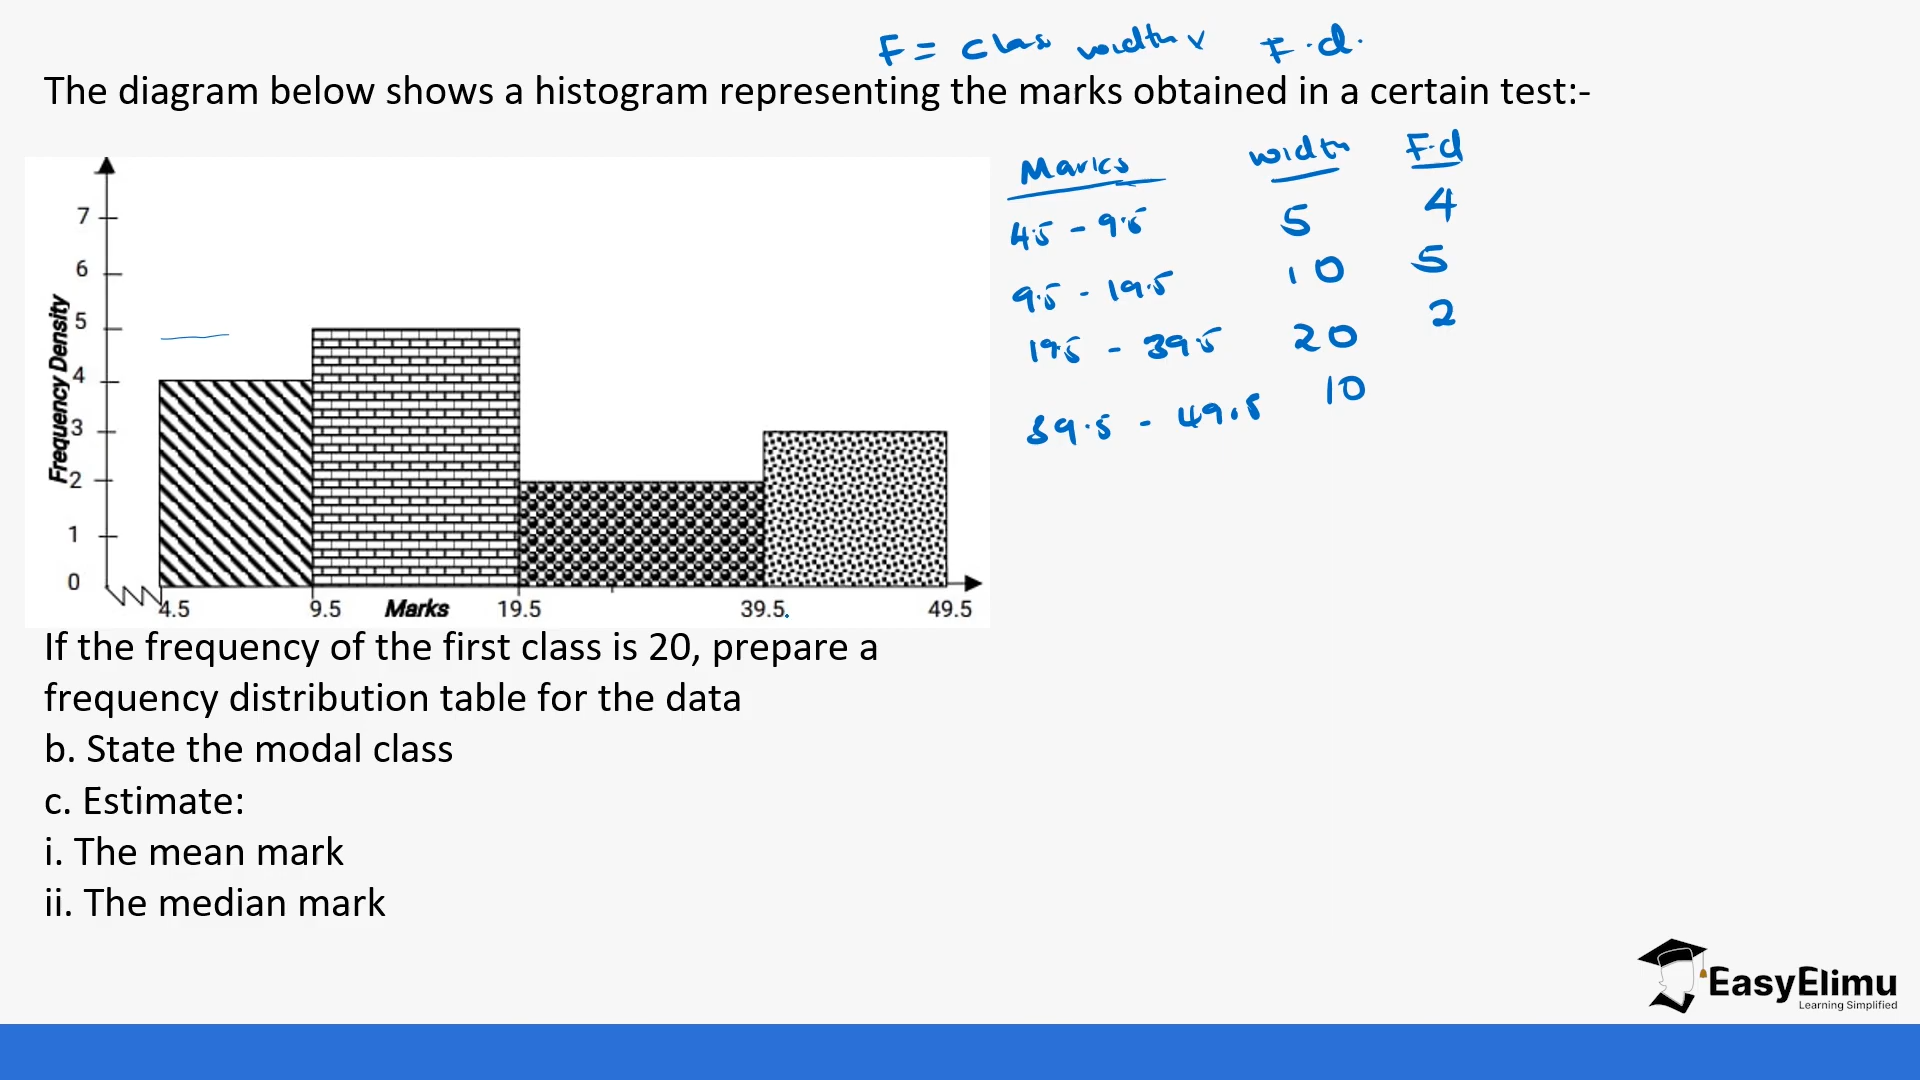 F = Class width x F.d.
The diagram below shows a histogram representing the marks obtained in a certain test:-
Marks width F.d
4.5 - 9.5 5 4
9.5 - 19.5 10 5
19.5 - 39.5 20 2
39.5 - 49.5 10
Frequency Density
7
6
5
4
3
2
1
0
4.5 9.5 Marks 19.5 39.5 49.5
If the frequency of the first class is 20, prepare a
frequency distribution table for the data
b. State the modal class
c. Estimate:
i. The mean mark
ii. The median mark
EasyElimu
Learning Simplified